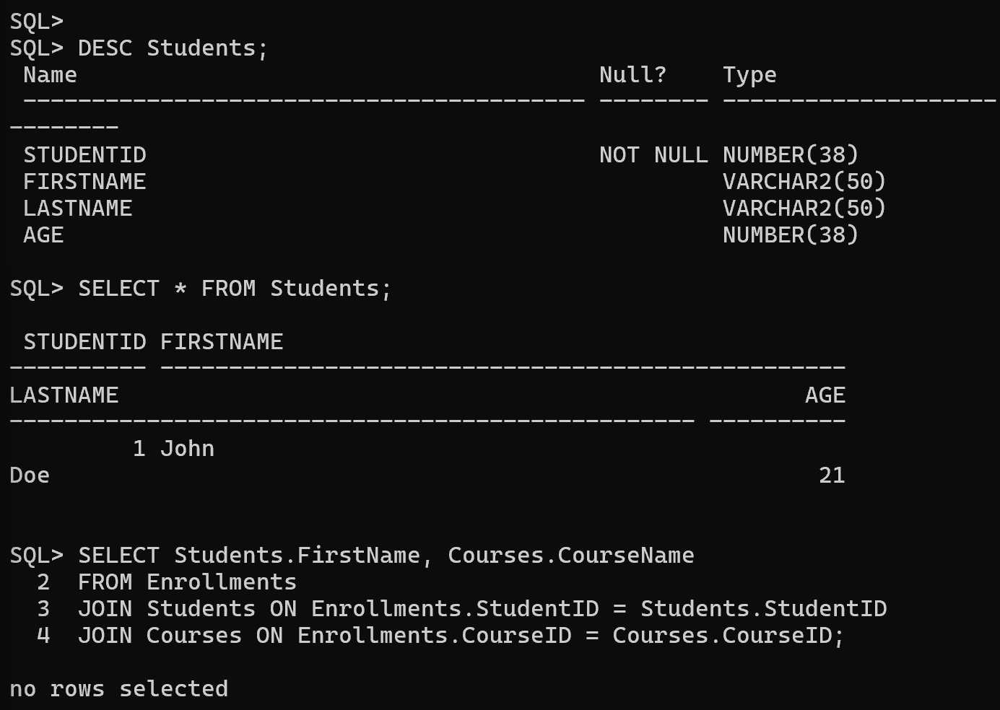 SQL>
SQL> DESC Students;
 Name                                      Null?    Type
 ----------------------------------------- -------- --------------------
--------
 STUDENTID                                 NOT NULL NUMBER(38)
 FIRSTNAME                                          VARCHAR2(50)
 LASTNAME                                           VARCHAR2(50)
 AGE                                                NUMBER(38)

SQL> SELECT * FROM Students;

 STUDENTID FIRSTNAME
---------- --------------------------------------------------
LASTNAME                                                  AGE
-------------------------------------------------- ----------
         1 John
Doe                                                        21


SQL> SELECT Students.FirstName, Courses.CourseName
  2  FROM Enrollments
  3  JOIN Students ON Enrollments.StudentID = Students.StudentID
  4  JOIN Courses ON Enrollments.CourseID = Courses.CourseID;

no rows selected